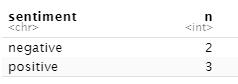 sentiment n
<chr> <int>
negative 2
positive 3